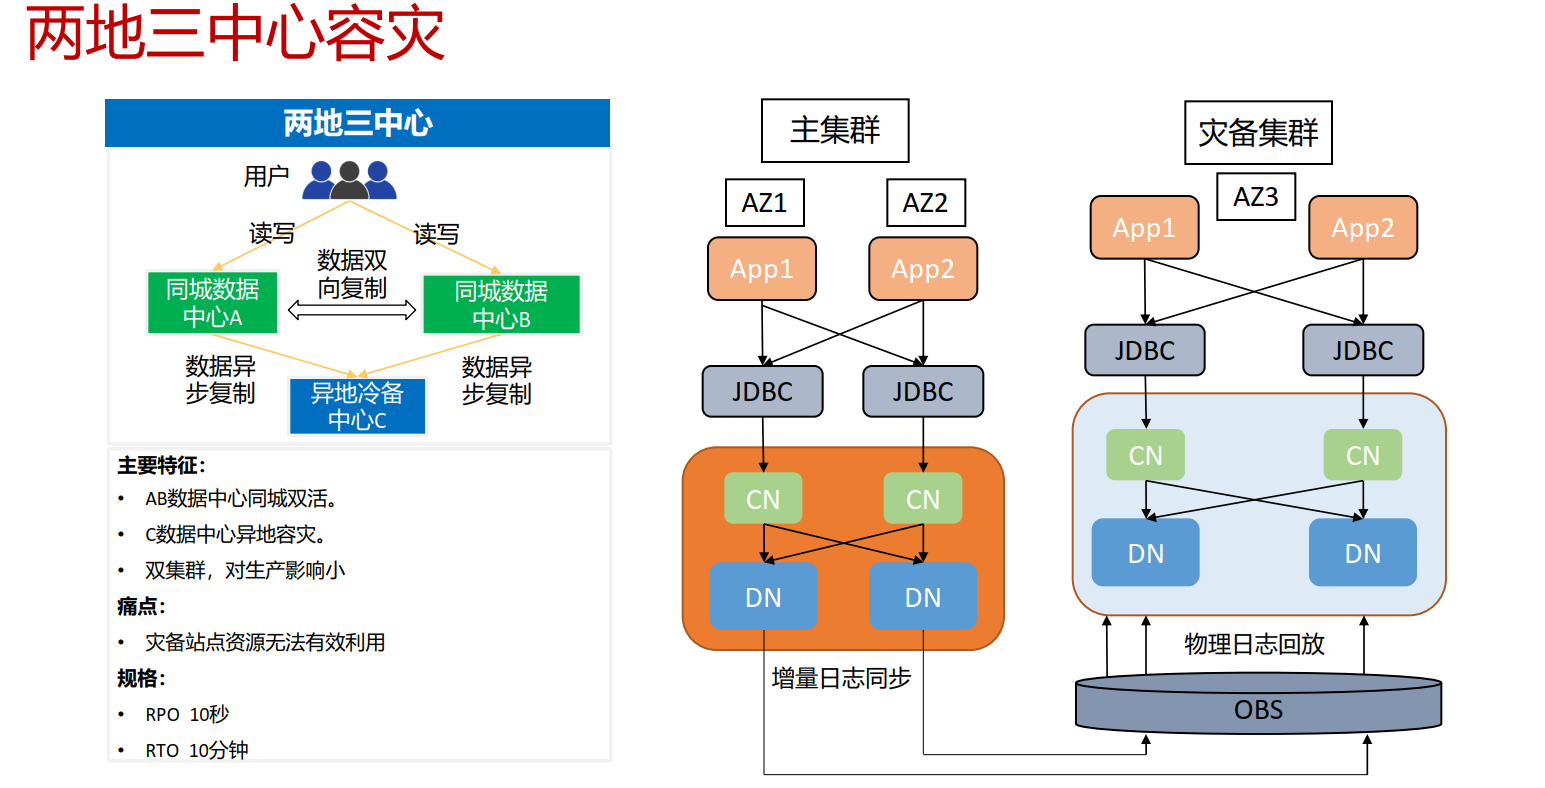 两地三中心容灾
两地三中心
用户
读写
读写
数据双
向复制
同城数据
中心A
同城数据
中心B
数据异
步复制
数据异
步复制
异地冷备
中心C
主要特征：
• AB数据中心同城双活。
• C数据中心异地容灾。
• 双集群，对生产影响小
痛点：
• 灾备站点资源无法有效利用
规格：
• RPO 10秒
• RTO 10分钟
主集群
AZ1
AZ2
App1
App2
JDBC
JDBC
CN
CN
DN
DN
增量日志同步
灾备集群
AZ3
App1
App2
JDBC
JDBC
CN
CN
DN
DN
物理日志回放
OBS